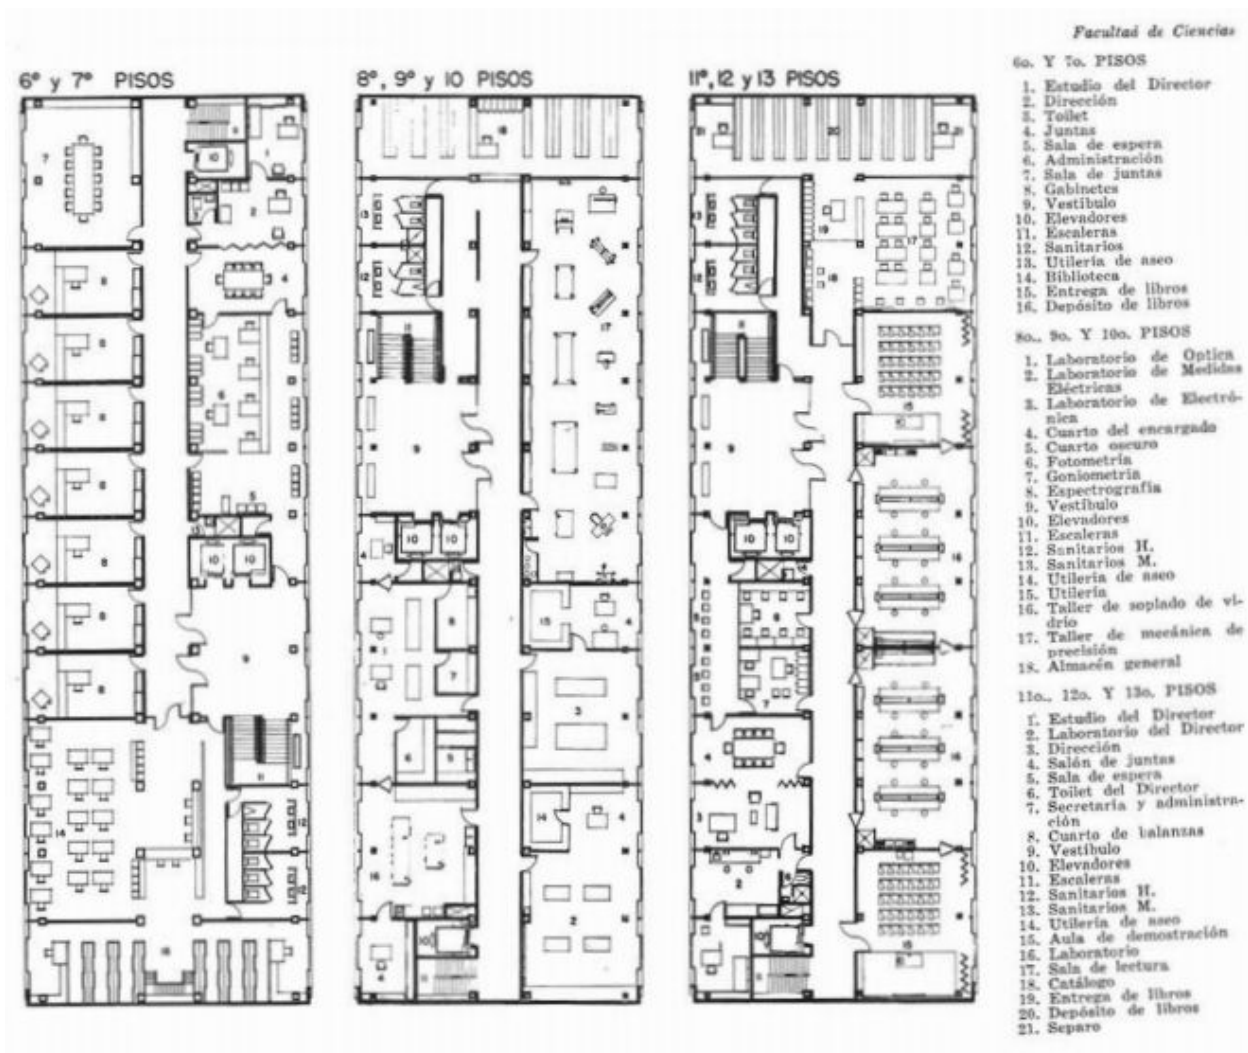 Facultad de Ciencias
6º y 7º PISOS
8º, 9º y 10 PISOS
11º, 12 y 13 PISOS
6o. Y 7o. PISOS
1. Estudio del Director
2. Dirección
3. Toilet
4. Juntas
5. Sala de espera
6. Administración
7. Sala de juntas
8. Gabinetes
9. Vestíbulo
10. Elevadores
11. Escaleras
12. Sanitarios
13. Utilería de aseo
14. Biblioteca
15. Entrega de libros
16. Depósito de libros
8o., 9o. Y 10o. PISOS
1. Laboratorio de Optica
2. Laboratorio de Medidas
Eléctricas
3. Laboratorio de Electró-
nica
4. Cuarto del encargado
5. Cuarto oscuro
6. Fotometría
7. Goniometría
8. Espectrografía
9. Vestíbulo
10. Elevadores
11. Escaleras
12. Sanitarios H.
13. Sanitarios M.
14. Utilería de aseo
15. Utilería
16. Taller de soplado de vi-
drio
17. Taller de mecánica de
precisión
18. Almacén general
11o., 12o. Y 13o. PISOS
1. Estudio del Director
2. Laboratorio del Director
3. Dirección
4. Salón de juntas
5. Sala de espera
6. Toilet del Director
7. Secretaría y administra-
ción
8. Cuarto de balanzas
9. Vestíbulo
10. Elevadores
11. Escaleras
12. Sanitarios H.
13. Sanitarios M.
14. Utilería de aseo
15. Aula de demostración
16. Laboratorio
17. Sala de lectura
18. Catálogo
19. Entrega de libros
20. Depósito de libros
21. Separo